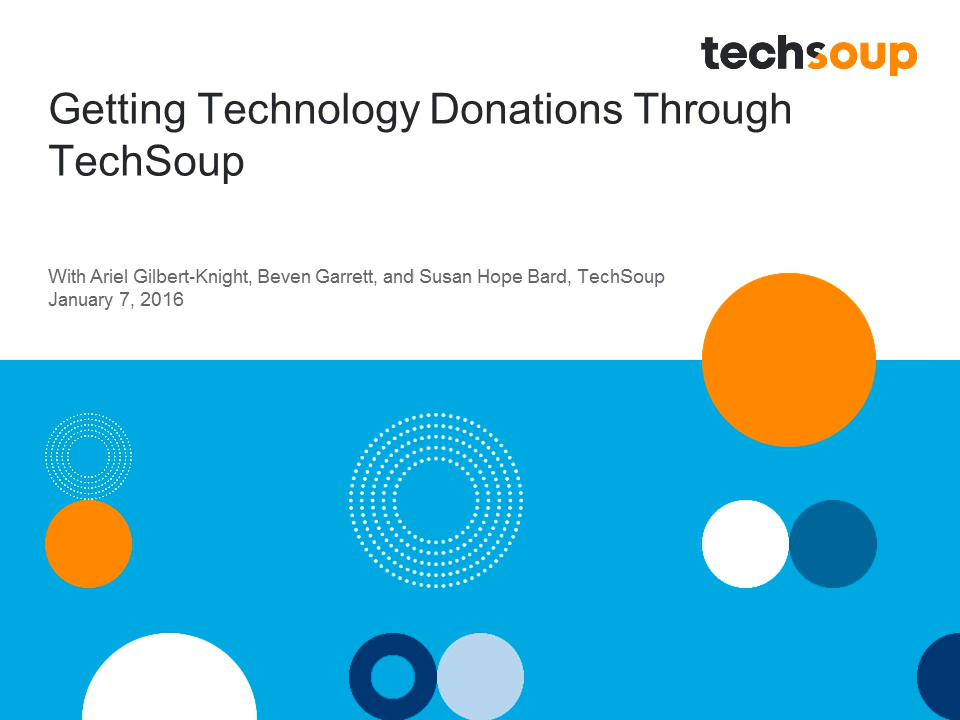 techsoup
Getting Technology Donations Through
TechSoup
With Ariel Gilbert-Knight, Beven Garrett, and Susan Hope Bard, TechSoup
January 7, 2016